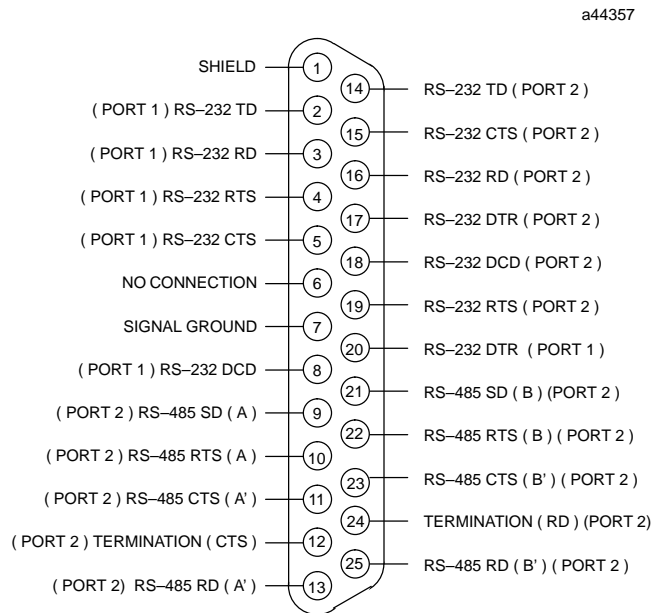 a44357
SHIELD 1
14 RS–232 TD ( PORT 2 )
( PORT 1 ) RS–232 TD 2
15 RS–232 CTS ( PORT 2 )
( PORT 1 ) RS–232 RD 3
16 RS–232 RD ( PORT 2 )
( PORT 1 ) RS–232 RTS 4
17 RS–232 DTR ( PORT 2 )
( PORT 1 ) RS–232 CTS 5
18 RS–232 DCD ( PORT 2 )
NO CONNECTION 6
19 RS–232 RTS ( PORT 2 )
SIGNAL GROUND 7
20 RS–232 DTR ( PORT 1 )
( PORT 1 ) RS–232 DCD 8
21 RS–485 SD ( B ) (PORT 2 )
( PORT 2 ) RS–485 SD ( A ) 9
22 RS–485 RTS ( B ) ( PORT 2 )
( PORT 2 ) RS–485 RTS ( A ) 10
23 RS–485 CTS ( B' ) ( PORT 2 )
( PORT 2 ) RS–485 CTS ( A' ) 11
24 TERMINATION ( RD ) (PORT 2)
( PORT 2 ) TERMINATION ( CTS ) 12
25 RS–485 RD ( B' ) ( PORT 2 )
( PORT 2) RS–485 RD ( A' ) 13